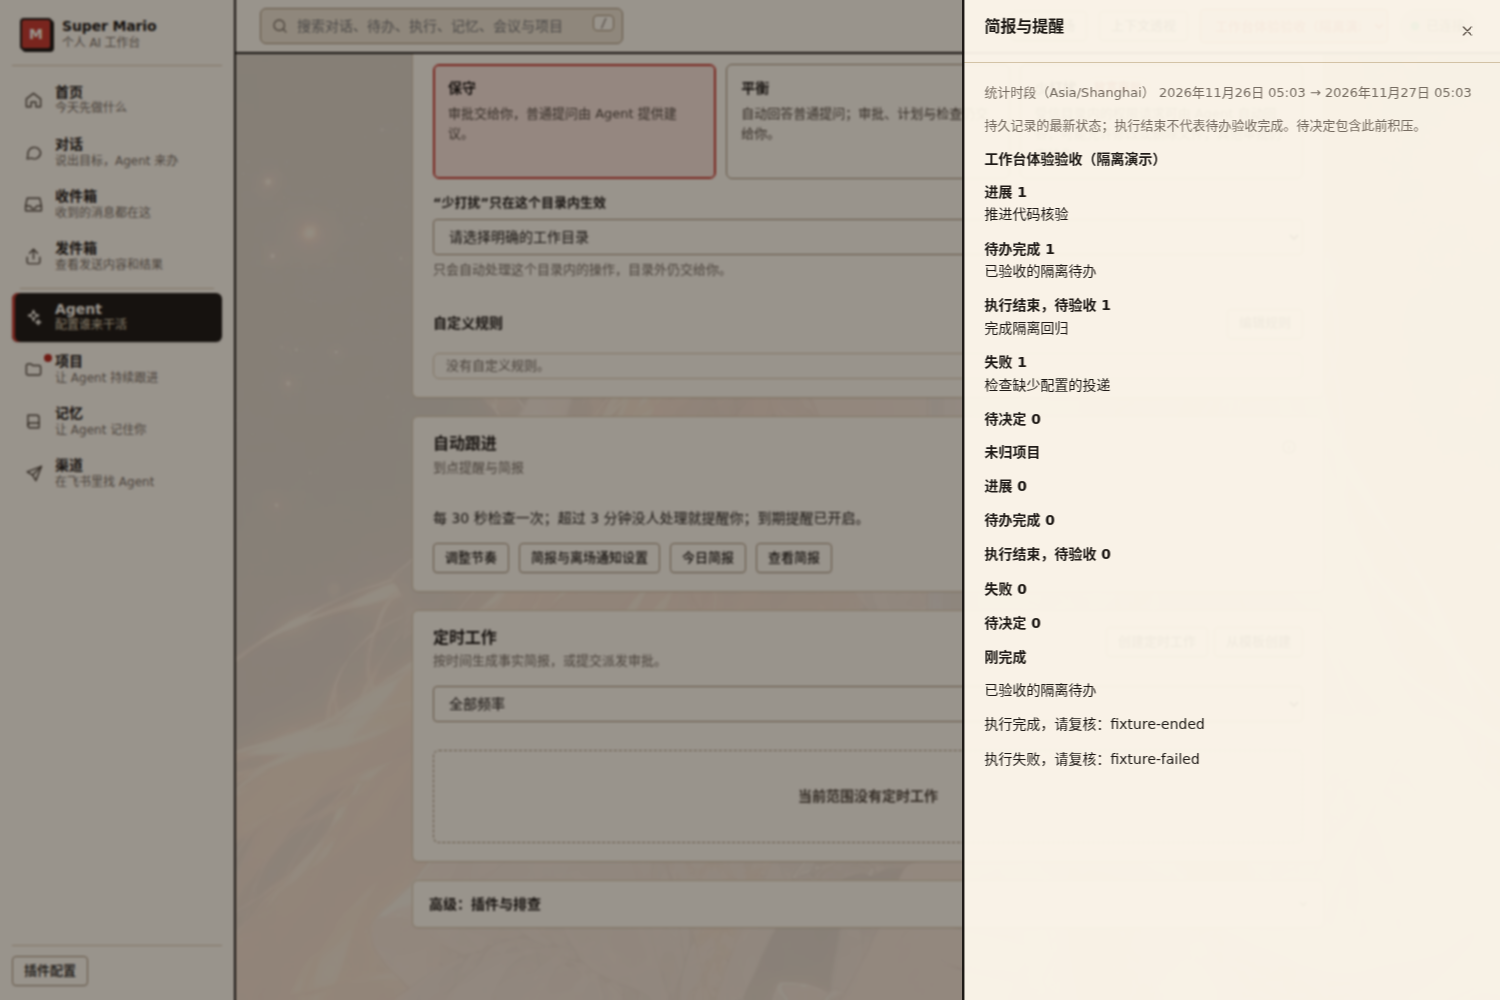 M
Super Mario
个人 AI 工作台
首页
今天先做什么
对话
说出目标，Agent 来办
收件箱
收到的消息都在这
发件箱
查看发送内容和结果
Agent
配置谁来干活
项目
让 Agent 持续跟进
记忆
让 Agent 记住你
渠道
在飞书里找 Agent
插件配置
搜索对话、待办、执行、记忆、会议与项目
/
保守
审批交给你，普通提问由 Agent 提供建
议。
平衡
自动回答普通提问；审批、计划与检查
给你。
“少打扰”只在这个目录内生效
请选择明确的工作目录
只会自动处理这个目录内的操作，目录外仍交给你。
自定义规则
没有自定义规则。
自动跟进
到点提醒与简报
每 30 秒检查一次；超过 3 分钟没人处理就提醒你；到期提醒已开启。
调整节奏
简报与离场通知设置
今日简报
查看简报
定时工作
按时间生成事实简报，或提交派发审批。
全部频率
当前范围没有定时工作
高级：插件与排查
简报与提醒
统计时段（Asia/Shanghai） 2026年11月26日 05:03 → 2026年11月27日 05:03
持久记录的最新状态；执行结束不代表待办验收完成。待决定包含此前积压。
工作台体验验收（隔离演示）
进展 1
推进代码核验
待办完成 1
已验收的隔离待办
执行结束，待验收 1
完成隔离回归
失败 1
检查缺少配置的投递
待决定 0
未归项目
进展 0
待办完成 0
执行结束，待验收 0
失败 0
待决定 0
刚完成
已验收的隔离待办
执行完成，请复核：fixture-ended
执行失败，请复核：fixture-failed